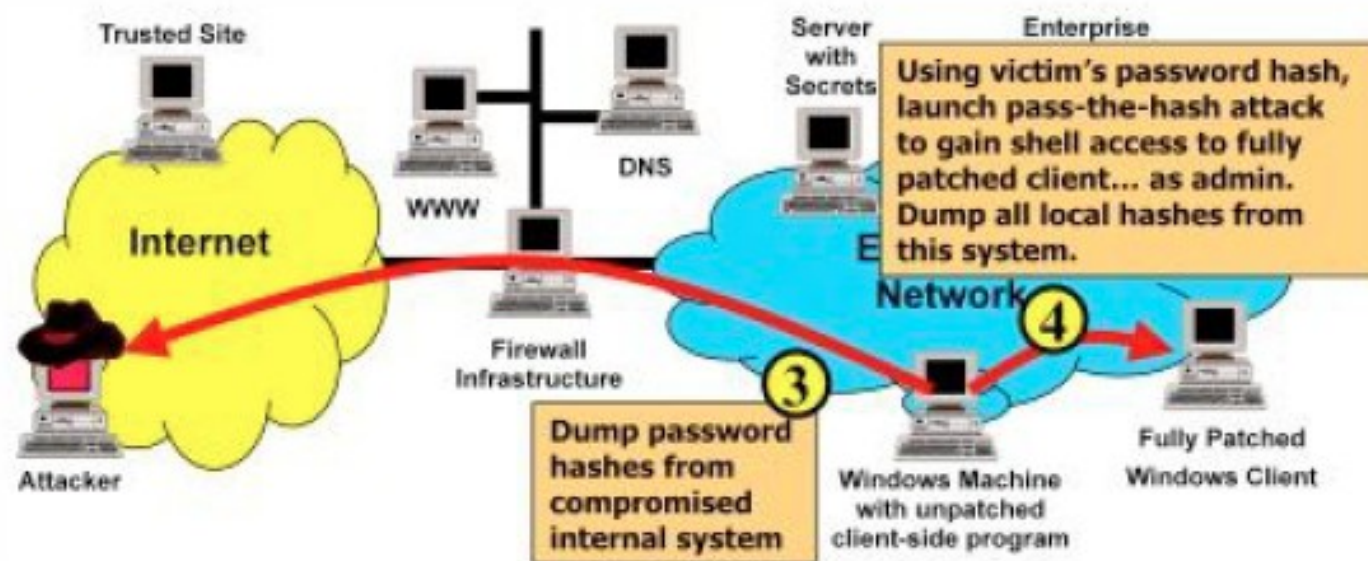 Trusted Site
Server
with
Secrets
Enterprise
Using victim's password hash,
launch pass-the-hash attack
to gain shell access to fully
patched client... as admin.
Dump all local hashes from
this system.
DNS
WWW
Internet
E
Network
4
Firewall
Infrastructure
3
Attacker
Dump password
hashes from
compromised
internal system
Windows Machine
with unpatched
client-side program
Fully Patched
Windows Client